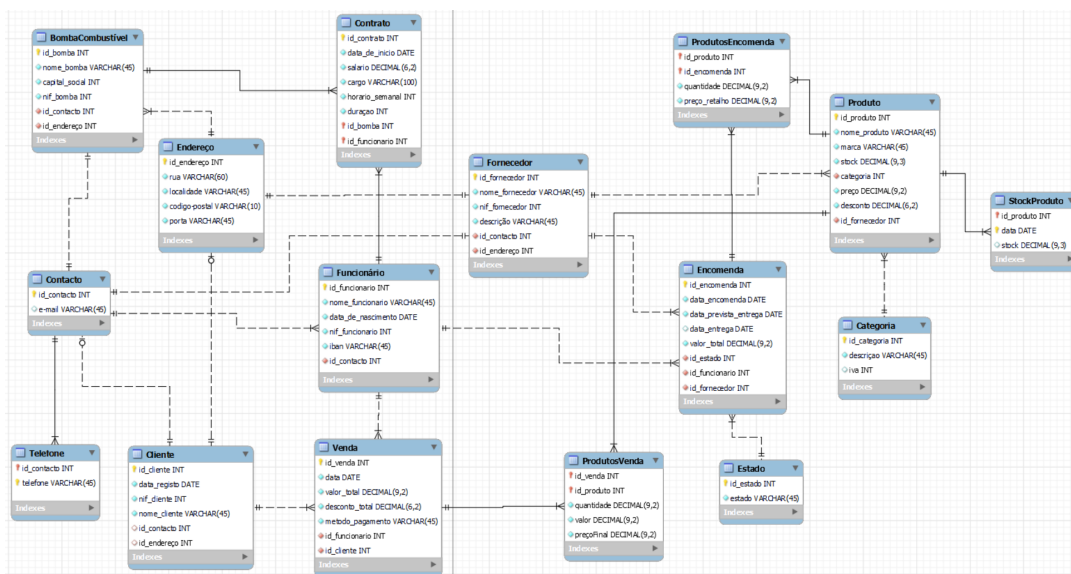 BombaCombustível
id_bomba INT
nome_bomba VARCHAR(45)
capital_social INT
nif_bomba INT
id_contacto INT
id_endereço INT
Indexes
Contrato
id_contrato INT
data_de_inicio DATE
salario DECIMAL(6,2)
cargo VARCHAR(100)
horario_semanal INT
duraçao INT
id_bomba INT
id_funcionario INT
Indexes
ProdutosEncomenda
id_produto INT
id_encomenda INT
quantidade DECIMAL(9,2)
preço_retalho DECIMAL(9,2)
Indexes
Produto
id_produto INT
nome_produto VARCHAR(45)
marca VARCHAR(45)
stock DECIMAL(9,3)
categoria INT
preço DECIMAL(9,2)
desconto DECIMAL(6,2)
id_fornecedor INT
Indexes
Endereço
id_endereço INT
rua VARCHAR(60)
localidade VARCHAR(45)
codigo-postal VARCHAR(10)
porta VARCHAR(45)
Indexes
Fornecedor
id_fornecedor INT
nome_fornecedor VARCHAR(45)
nif_fornecedor INT
descrição VARCHAR(45)
id_contacto INT
id_endereço INT
Indexes
StockProduto
id_produto INT
data DATE
stock DECIMAL(9,3)
Indexes
Contacto
id_contacto INT
e-mail VARCHAR(45)
Indexes
Funcionário
id_funcionario INT
nome_funcionario VARCHAR(45)
data_de_nascimento DATE
nif_funcionario INT
iban VARCHAR(45)
id_contacto INT
Indexes
Encomenda
id_encomenda INT
data_encomenda DATE
data_prevista_entrega DATE
data_entrega DATE
valor_total DECIMAL(9,2)
id_estado INT
id_funcionario INT
id_fornecedor INT
Indexes
Categoria
id_categoria INT
descriçao VARCHAR(45)
iva INT
Indexes
Telefone
id_contacto INT
telefone VARCHAR(45)
Indexes
Cliente
id_cliente INT
data_registo DATE
nif_cliente INT
nome_cliente VARCHAR(45)
id_contacto INT
id_endereço INT
Indexes
Venda
id_venda INT
data DATE
valor_total DECIMAL(9,2)
desconto_total DECIMAL(6,2)
metodo_pagamento VARCHAR(45)
id_funcionario INT
id_cliente INT
Indexes
ProdutosVenda
id_venda INT
id_produto INT
quantidade DECIMAL(9,2)
valor DECIMAL(9,2)
preçoFinal DECIMAL(9,2)
Indexes
Estado
id_estado INT
estado VARCHAR(45)
Indexes